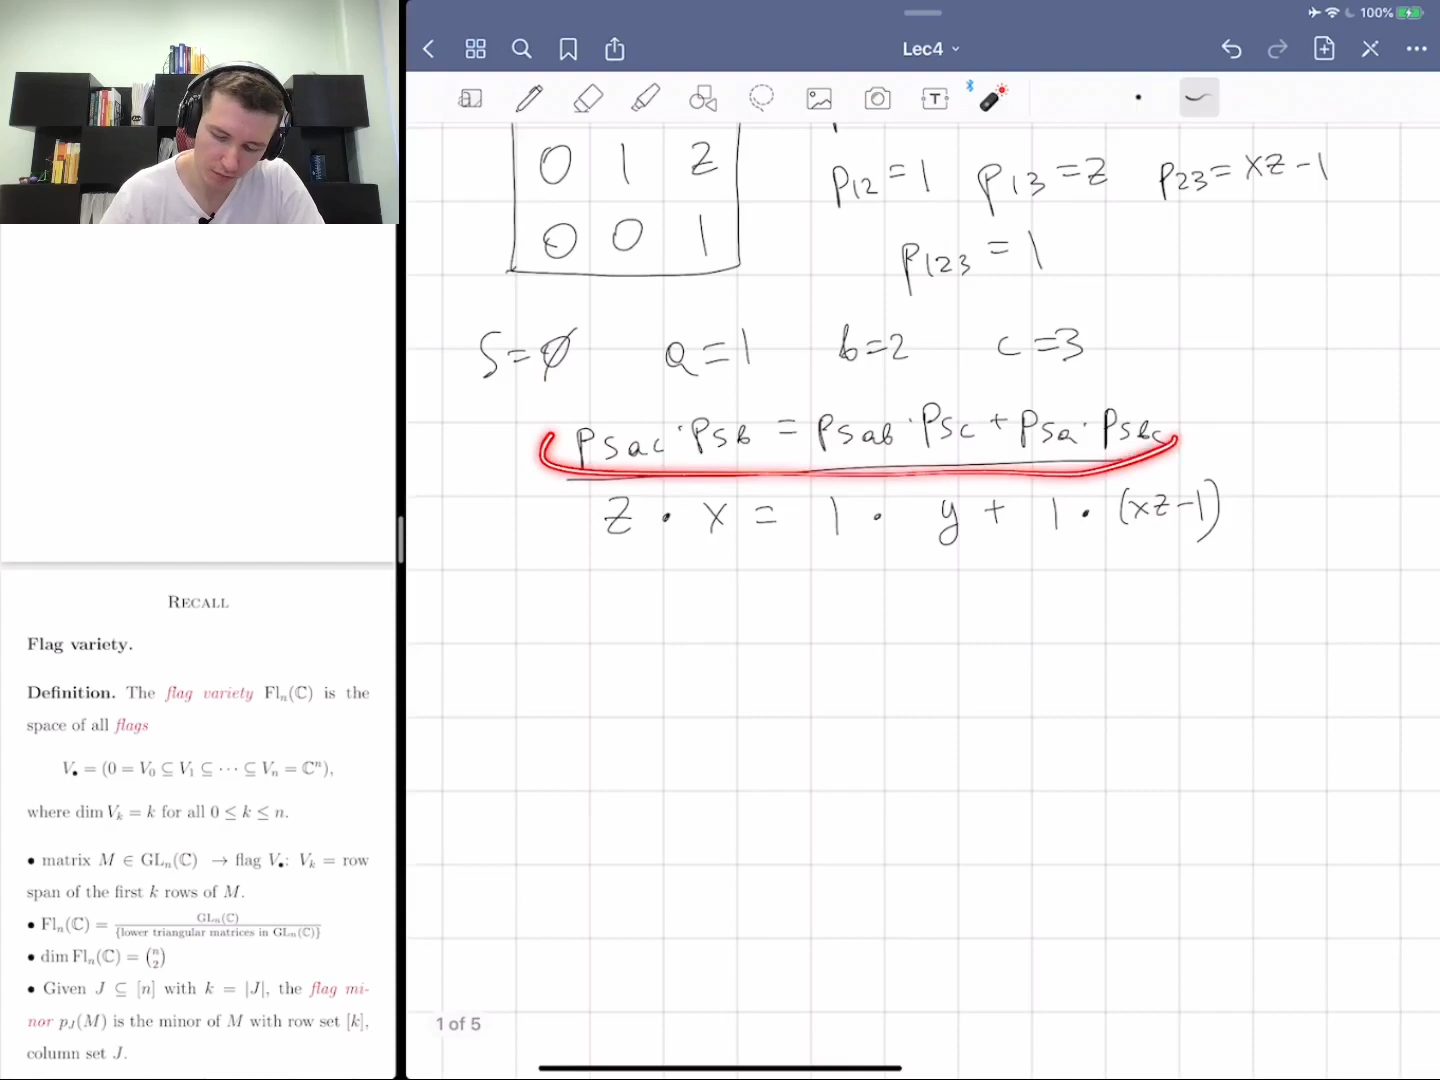 100%
Lec4
0 1 z
0 0 1
p12 = 1 p13 = z p23 = xz - 1
p123 = 1
S = ∅ a = 1 b = 2 c = 3
pSac · pSb = pSab · pSc + pSa · pSbc
z · x = 1 · y + 1 · (xz - 1)
1 of 5
RECALL
Flag variety.
Definition. The flag variety Flₙ(ℂ) is the
space of all flags
V• = (0 = V₀ ⊆ V₁ ⊆ ··· ⊆ Vₙ = ℂⁿ),
where dim Vₖ = k for all 0 ≤ k ≤ n.
• matrix M ∈ GLₙ(ℂ) → flag V•: Vₖ = row
span of the first k rows of M.
• Flₙ(ℂ) = GLₙ(ℂ) / {lower triangular matrices in GLₙ(ℂ)}
• dim Flₙ(ℂ) = (n 2)
• Given J ⊆ [n] with k = |J|, the flag mi-
nor pJ(M) is the minor of M with row set [k],
column set J.